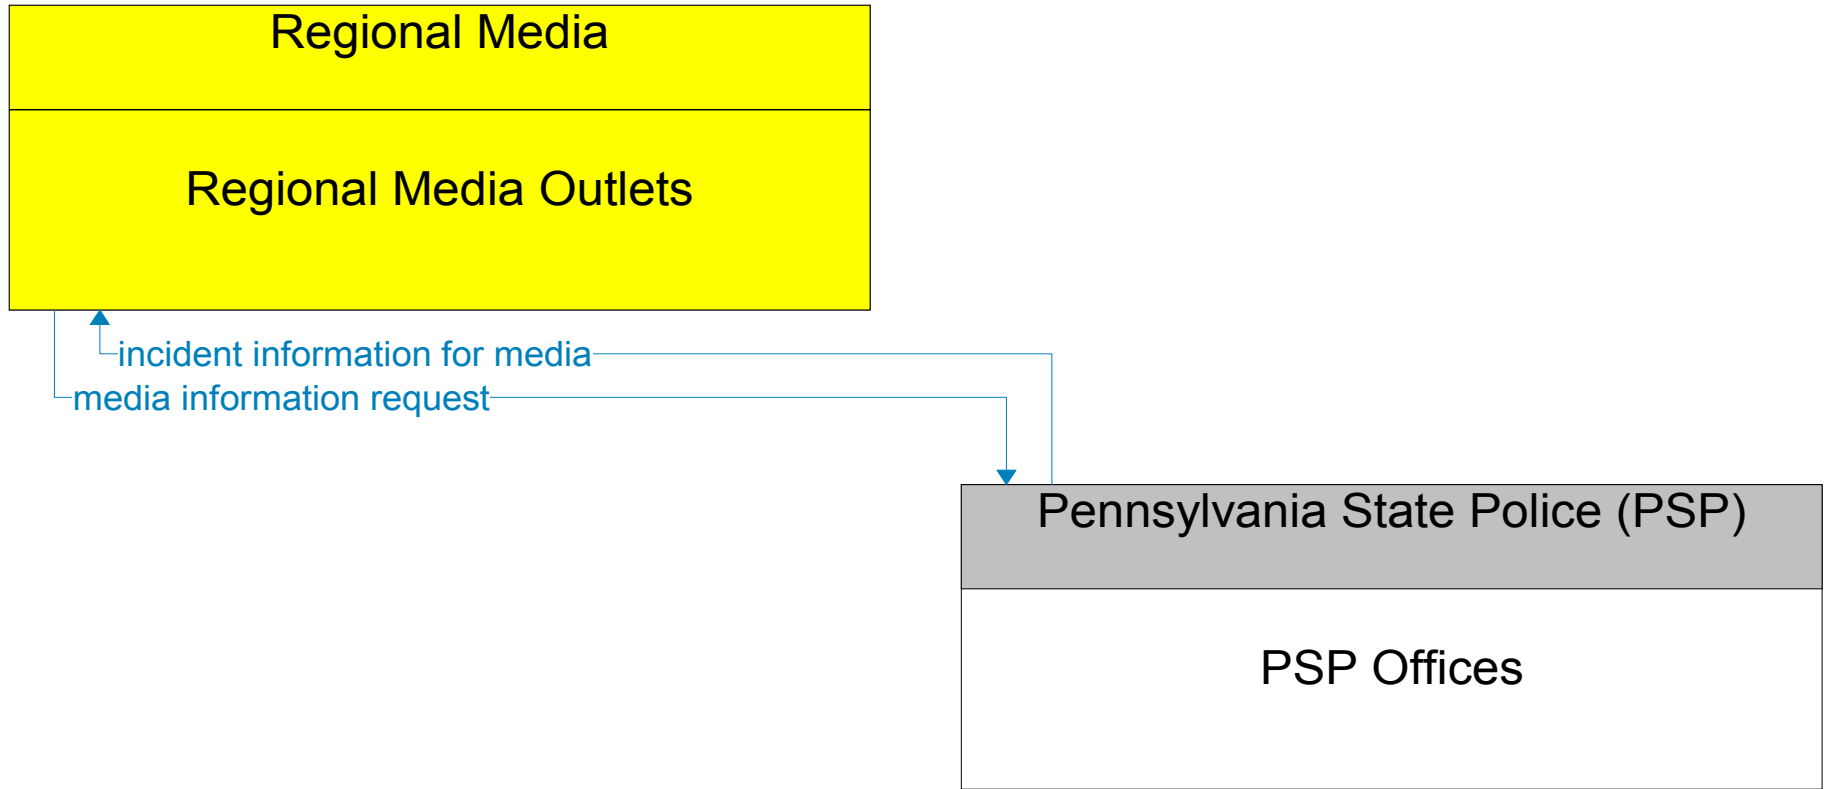 Regional Media
Regional Media Outlets
incident information for media
media information request
Pennsylvania State Police (PSP)
PSP Offices